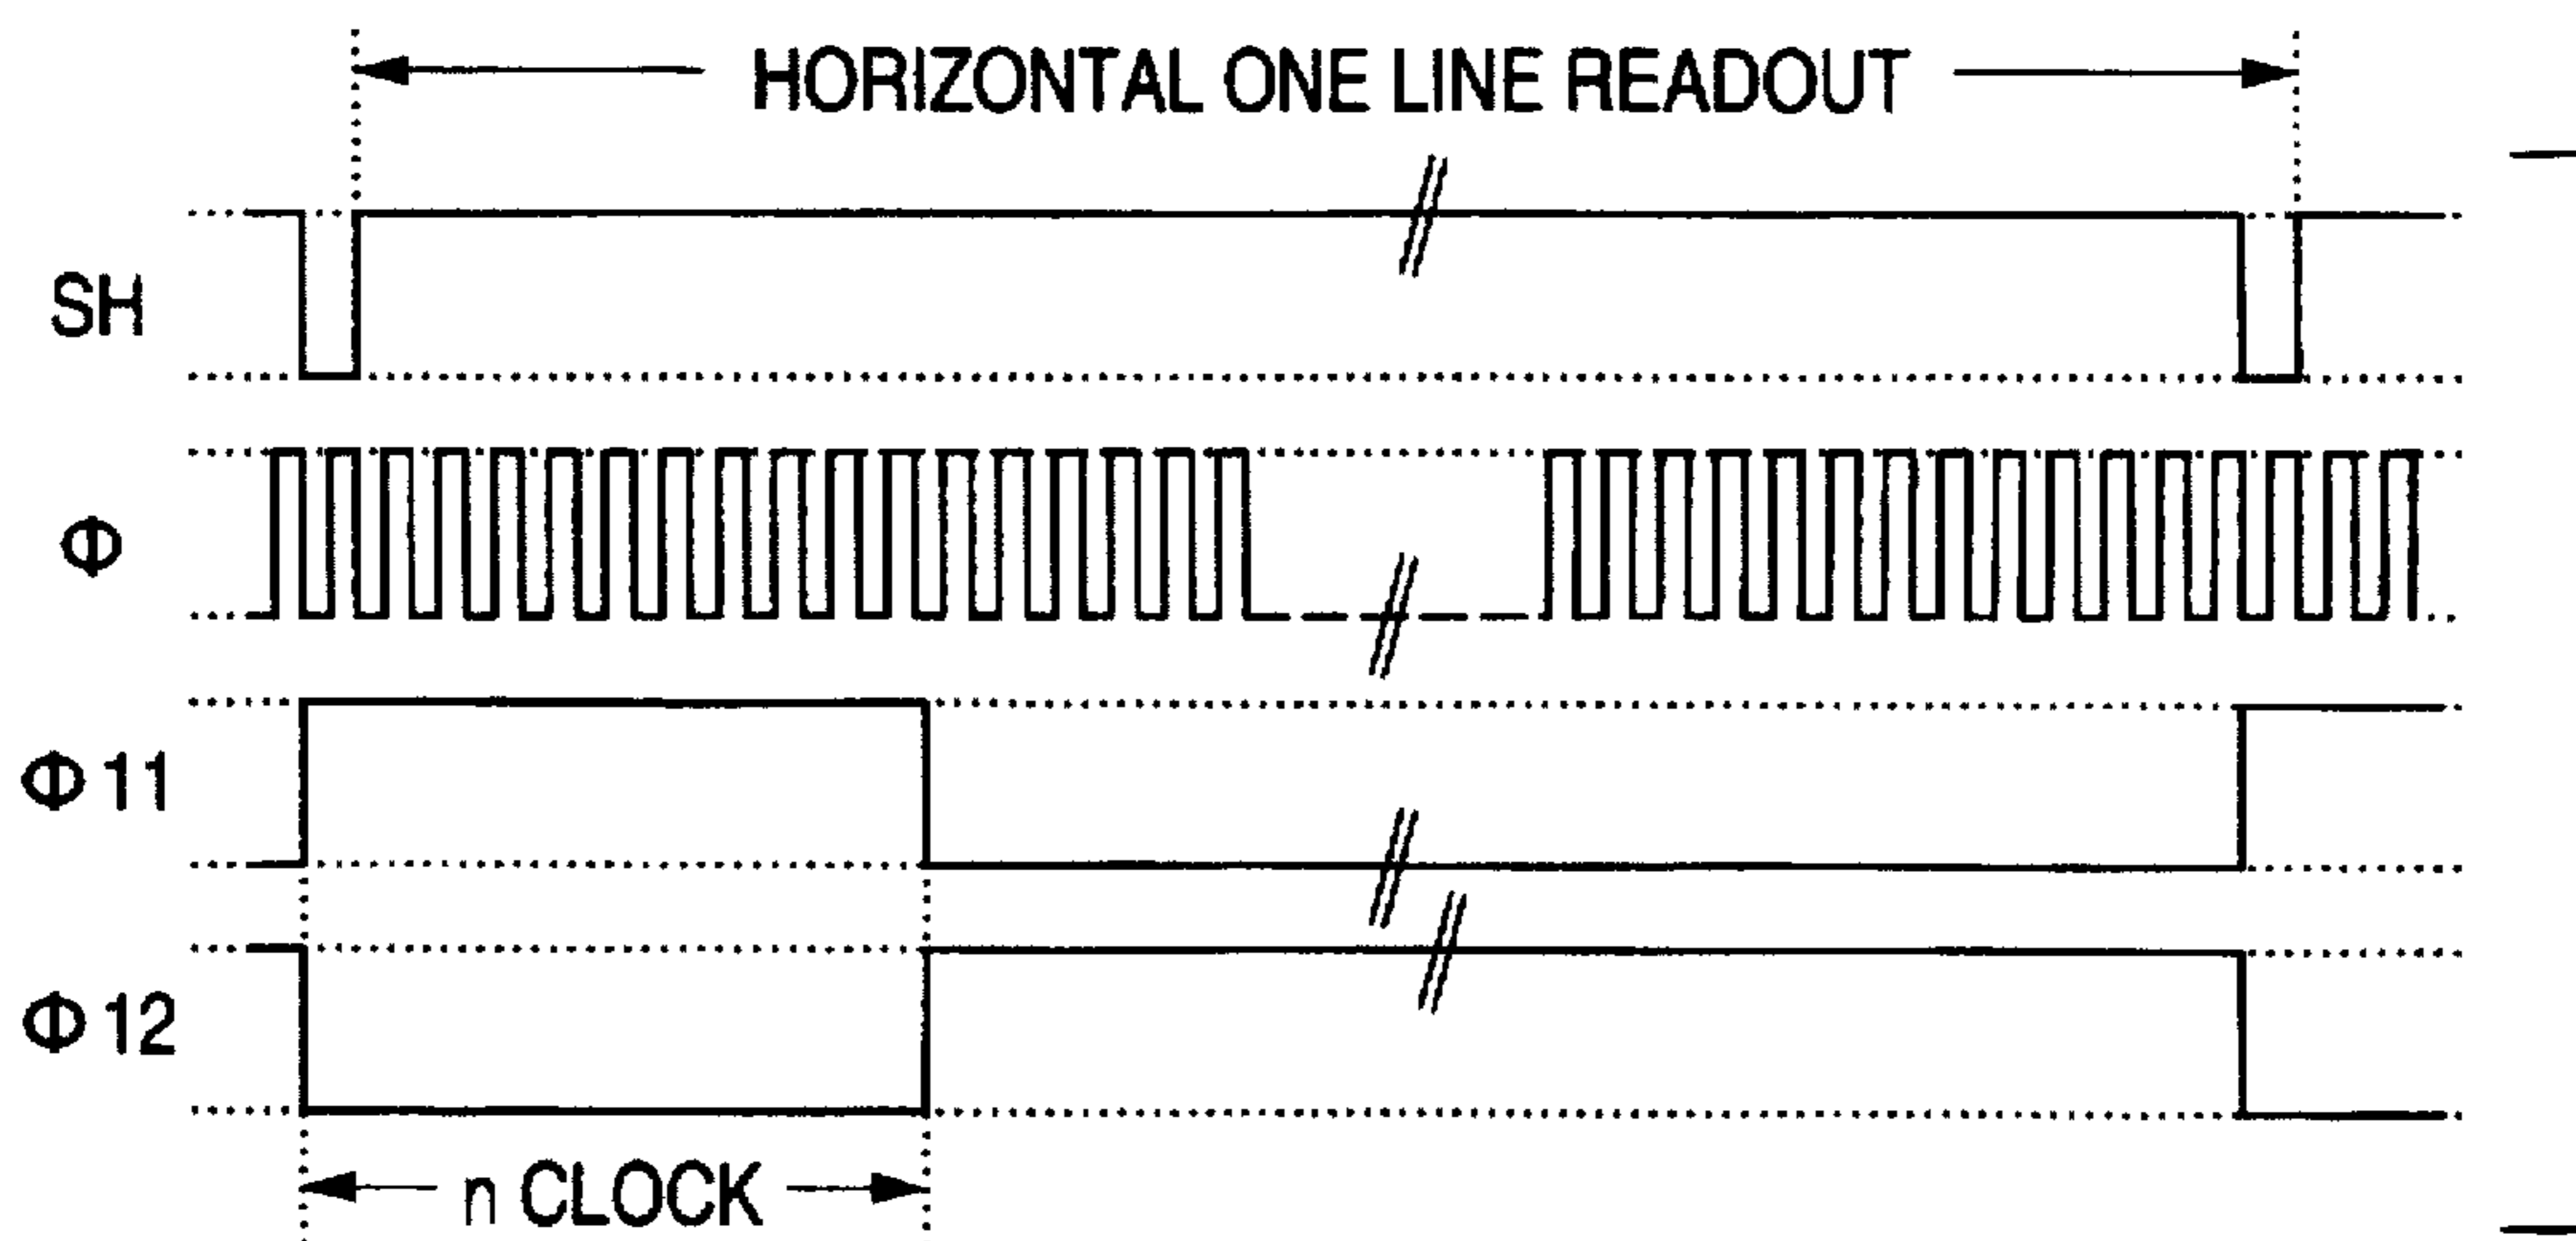 HORIZONTAL ONE LINE READOUT
SH
Φ
Φ11
Φ12
n CLOCK